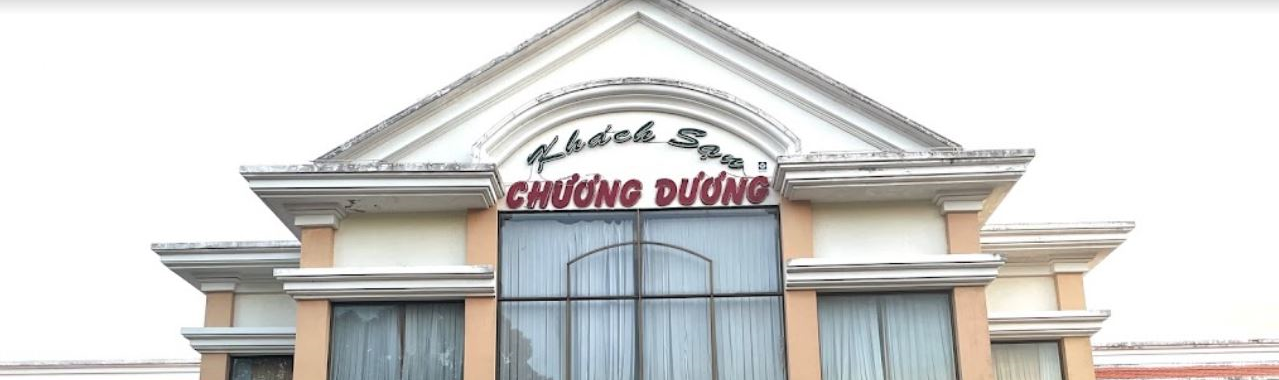 Khách Sạn
CHƯƠNG DƯƠNG